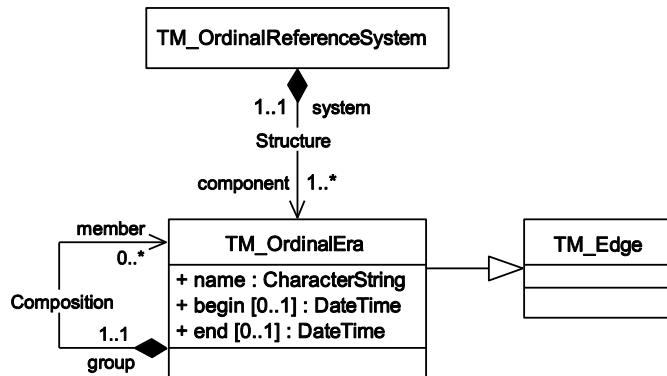 TM_OrdinalReferenceSystem
1..1 system
Structure
component 1..*
member
0..*
Composition
1..1
group
TM_OrdinalEra
+ name : CharacterString
+ begin [0..1] : DateTime
+ end [0..1] : DateTime
TM_Edge